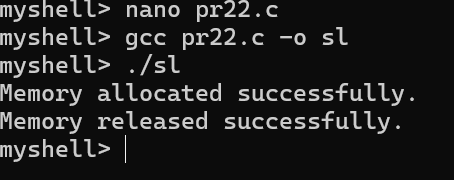 myshell> nano pr22.c
myshell> gcc pr22.c -o sl
myshell> ./sl
Memory allocated successfully.
Memory released successfully.
myshell>